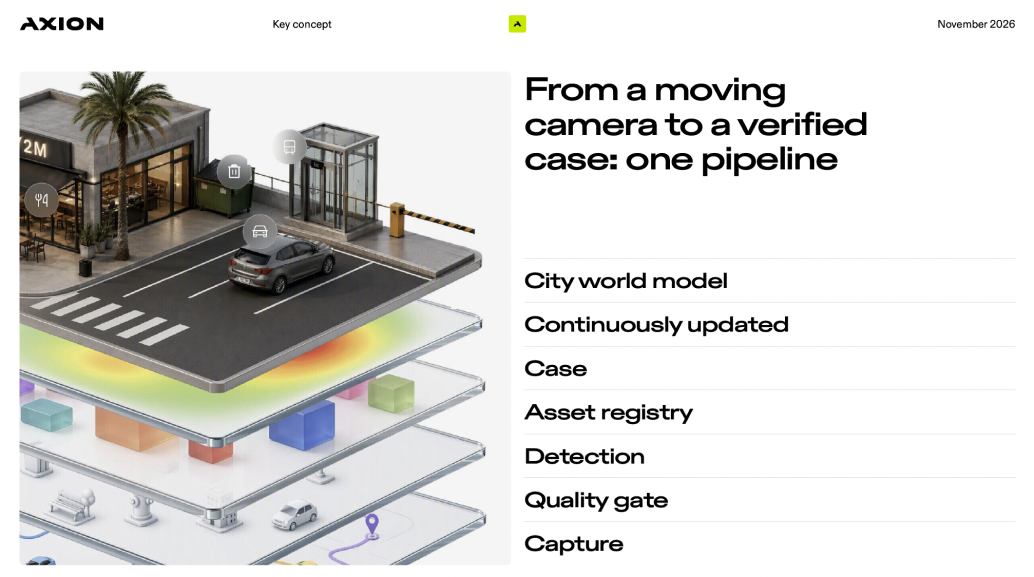 AXION
Key concept
November 2026
From a moving
camera to a verified
case: one pipeline
Y2M
City world model
Continuously updated
Case
Asset registry
Detection
Quality gate
Capture